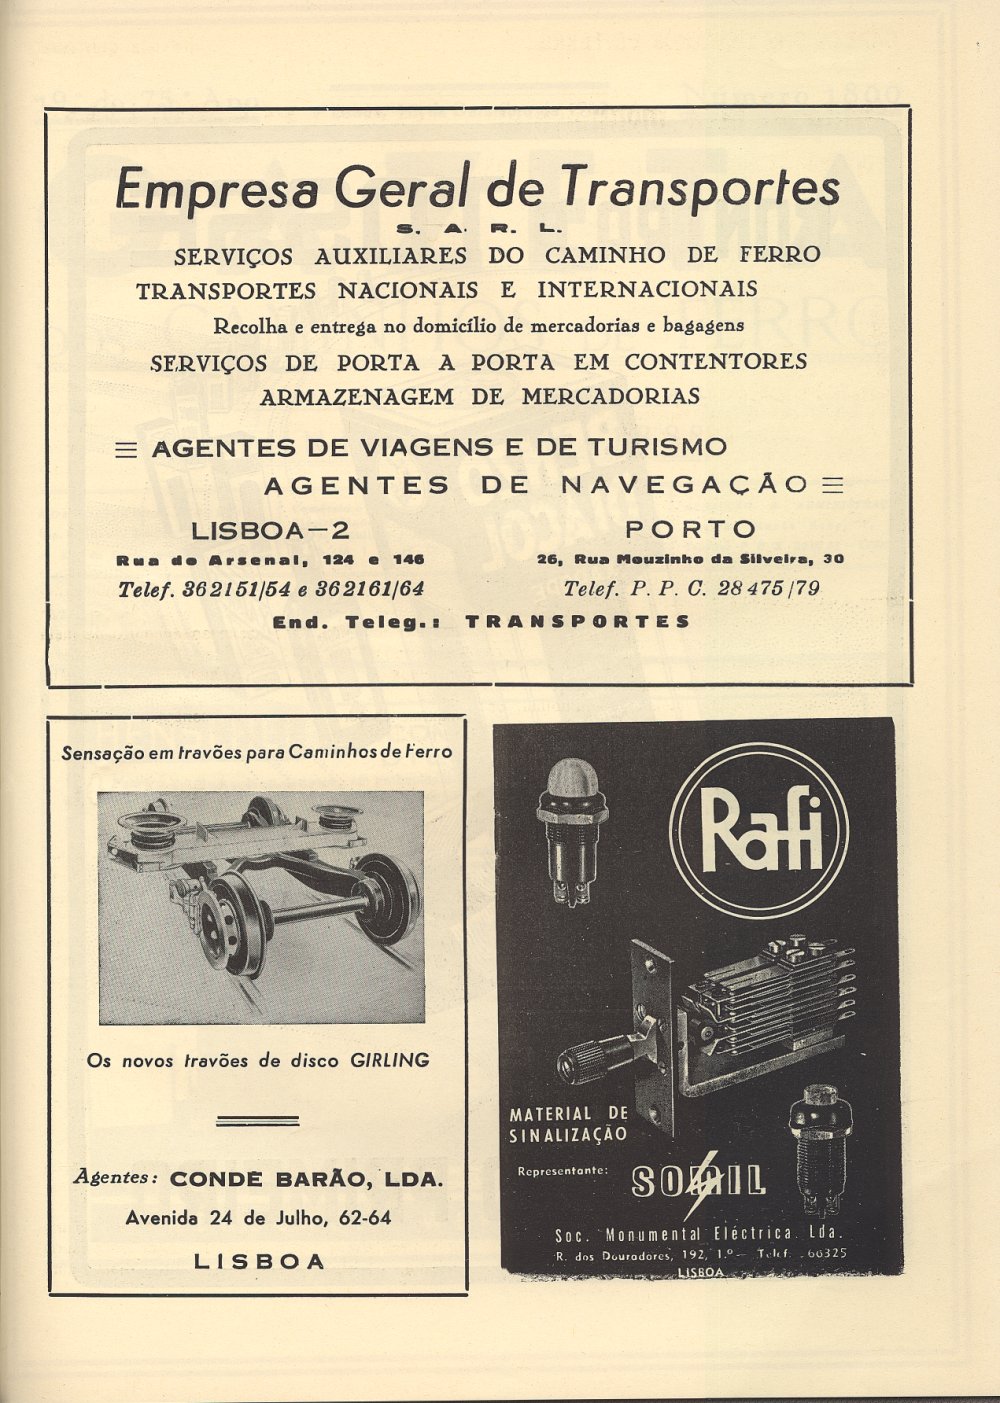 Empresa Geral de Transportes
S. A. R. L.
SERVIÇOS AUXILIARES DO CAMINHO DE FERRO
TRANSPORTES NACIONAIS E INTERNACIONAIS
Recolha e entrega no domicílio de mercadorias e bagagens
SERVIÇOS DE PORTA A PORTA EM CONTENTORES
ARMAZENAGEM DE MERCADORIAS
≡ AGENTES DE VIAGENS E DE TURISMO
AGENTES DE NAVEGAÇÃO ≡
LISBOA—2
Rua do Arsenal, 124 e 146
Telef. 362151/54 e 362161/64
PORTO
26, Rua Mouzinho da Silveira, 30
Telef. P. P. C. 28475/79
End. Teleg.: TRANSPORTES
Sensação em travões para Caminhos de Ferro
Os novos travões de disco GIRLING
Agentes: CONDE BARÃO, LDA.
Avenida 24 de Julho, 62-64
LISBOA
Rafi
MATERIAL DE
SINALIZAÇÃO
Representante:
SOMIL
Soc. Monumental Eléctrica Lda.
R. dos Douradores, 192, 1.º — Telef. 66325
LISBOA